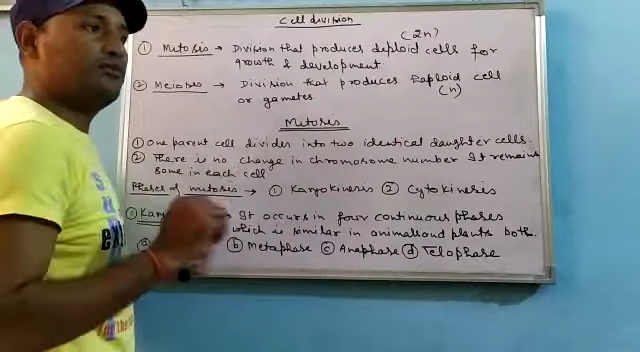 Cell division
(2n)
① Mitosis → Division that produces deploid cells for
growth & development
② Meiosis → Division that produces Haploid cell
or gametes (n)
Mitosis
① One parent cell divides into two identical daughter cells.
② There is no change in chromosome number It remains
same in each cell
Phases of mitosis → ① Karyokinesis ② Cytokinesis
① Kary It occurs in four continuous phases
which is similar in animal and plants both.
ⓐ ⓑ Metaphase ⓒ Anaphase ⓓ Telophase